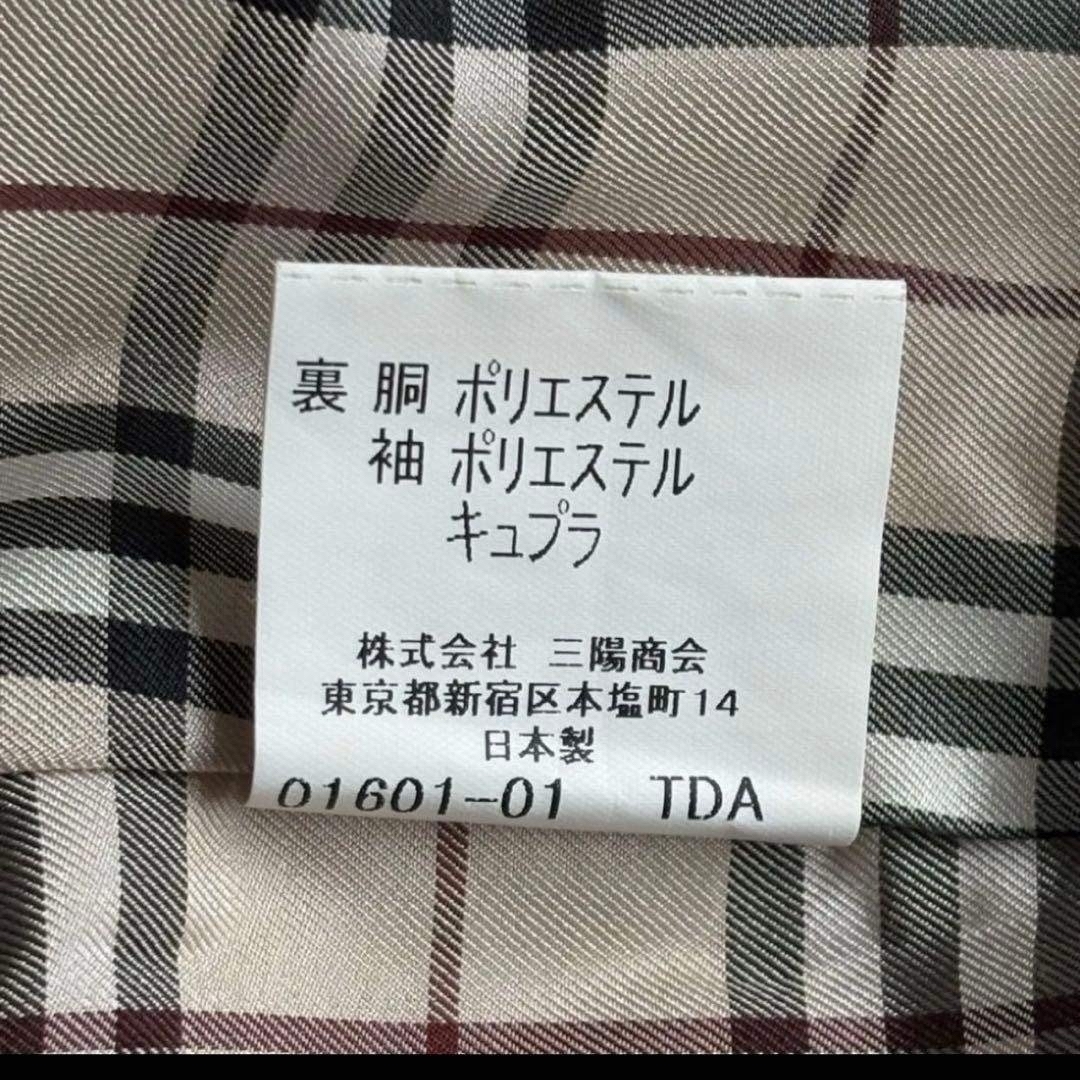 裏 胴 ポリエステル
袖 ポリエステル
キュプラ
株式会社 三陽商会
東京都新宿区本塩町14
日本製
01601-01 TDA